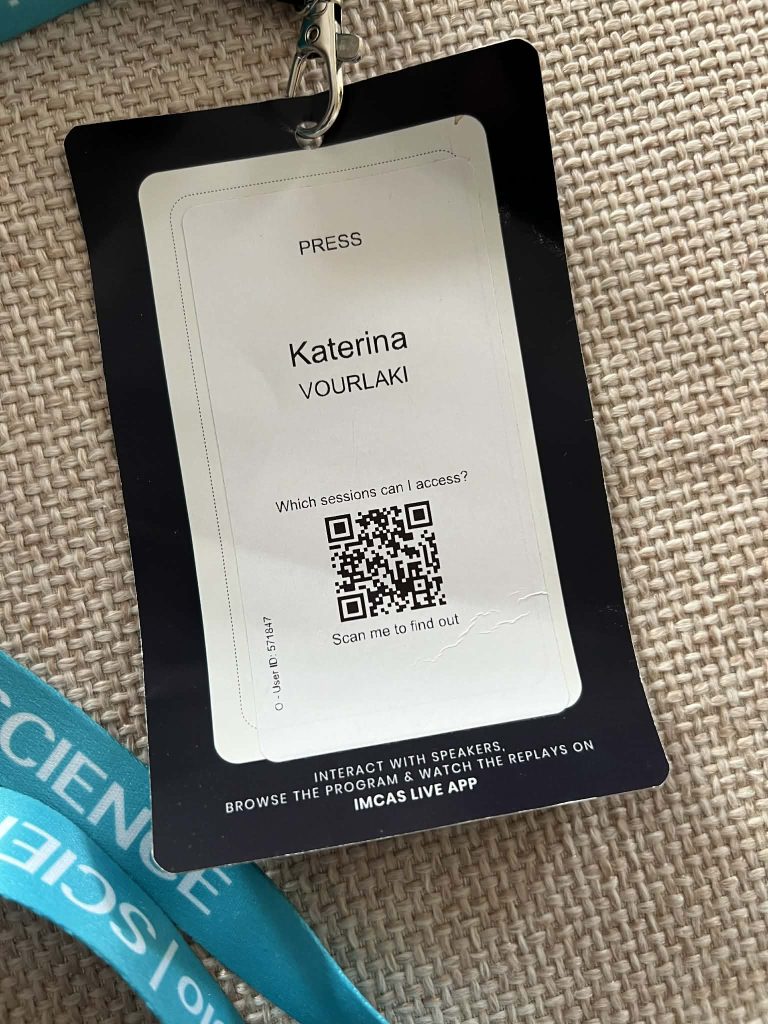 PRESS
Katerina
VOURLAKI
Which sessions can I access?
Scan me to find out
O - User ID: 571847
INTERACT WITH SPEAKERS,
BROWSE THE PROGRAM & WATCH THE REPLAYS ON
IMCAS LIVE APP
SCIENCE
| SCIE